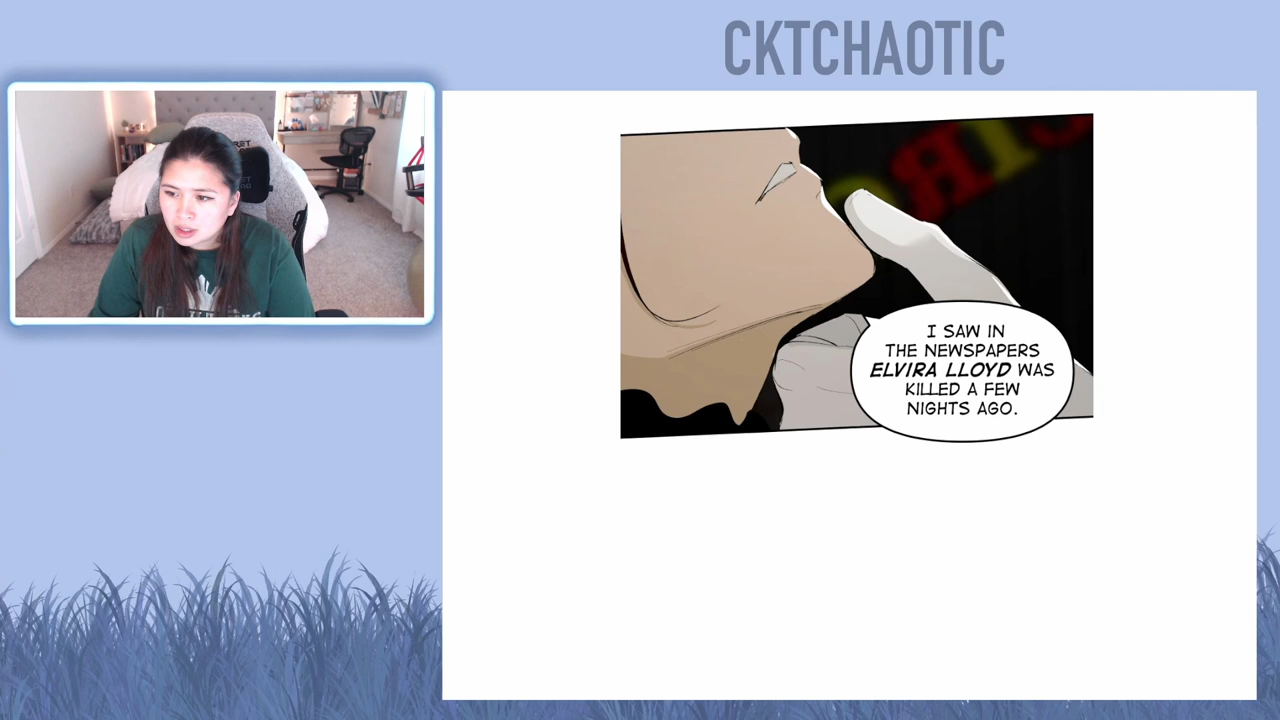 CKTCHAOTIC
I SAW IN
THE NEWSPAPERS
ELVIRA LLOYD WAS
KILLED A FEW
NIGHTS AGO.